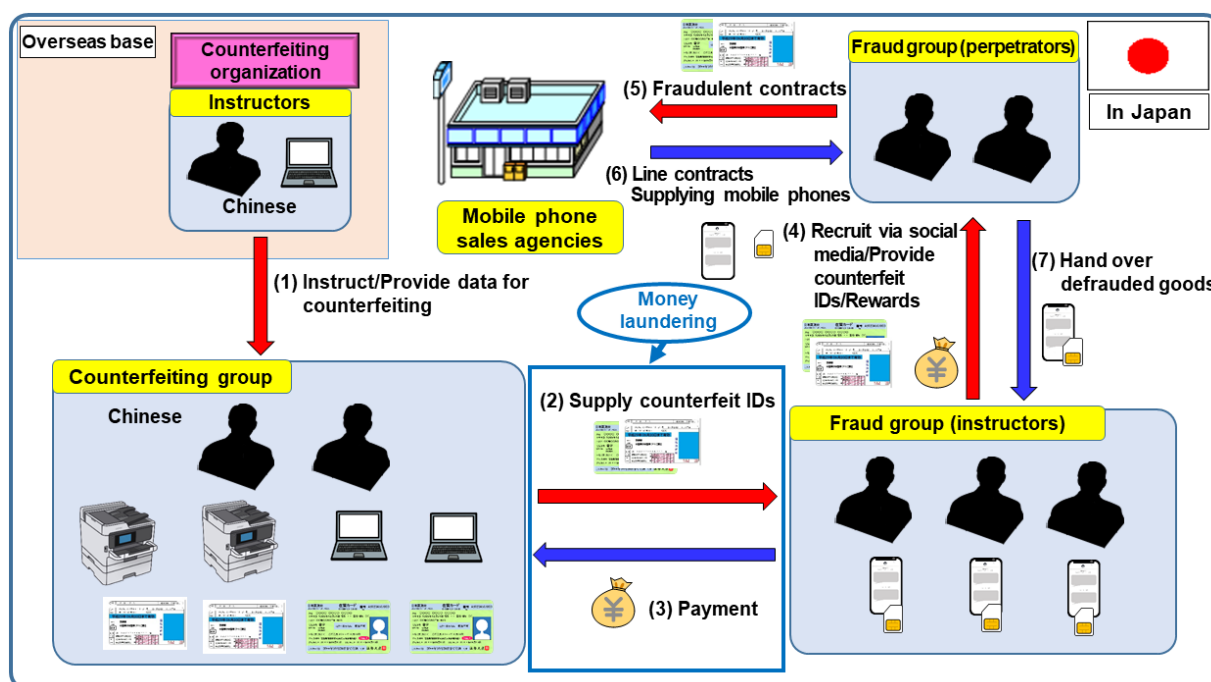 Overseas base
Counterfeiting
organization
Instructors
Chinese
(1) Instruct/Provide data for
counterfeiting
Counterfeiting group
Chinese
Mobile phone
sales agencies
(5) Fraudulent contracts
(6) Line contracts
Supplying mobile phones
Fraud group (perpetrators)
In Japan
(4) Recruit via social
media/Provide
counterfeit
IDs/Rewards
¥
(7) Hand over
defrauded goods
Money
laundering
(2) Supply counterfeit IDs
¥
(3) Payment
Fraud group (instructors)